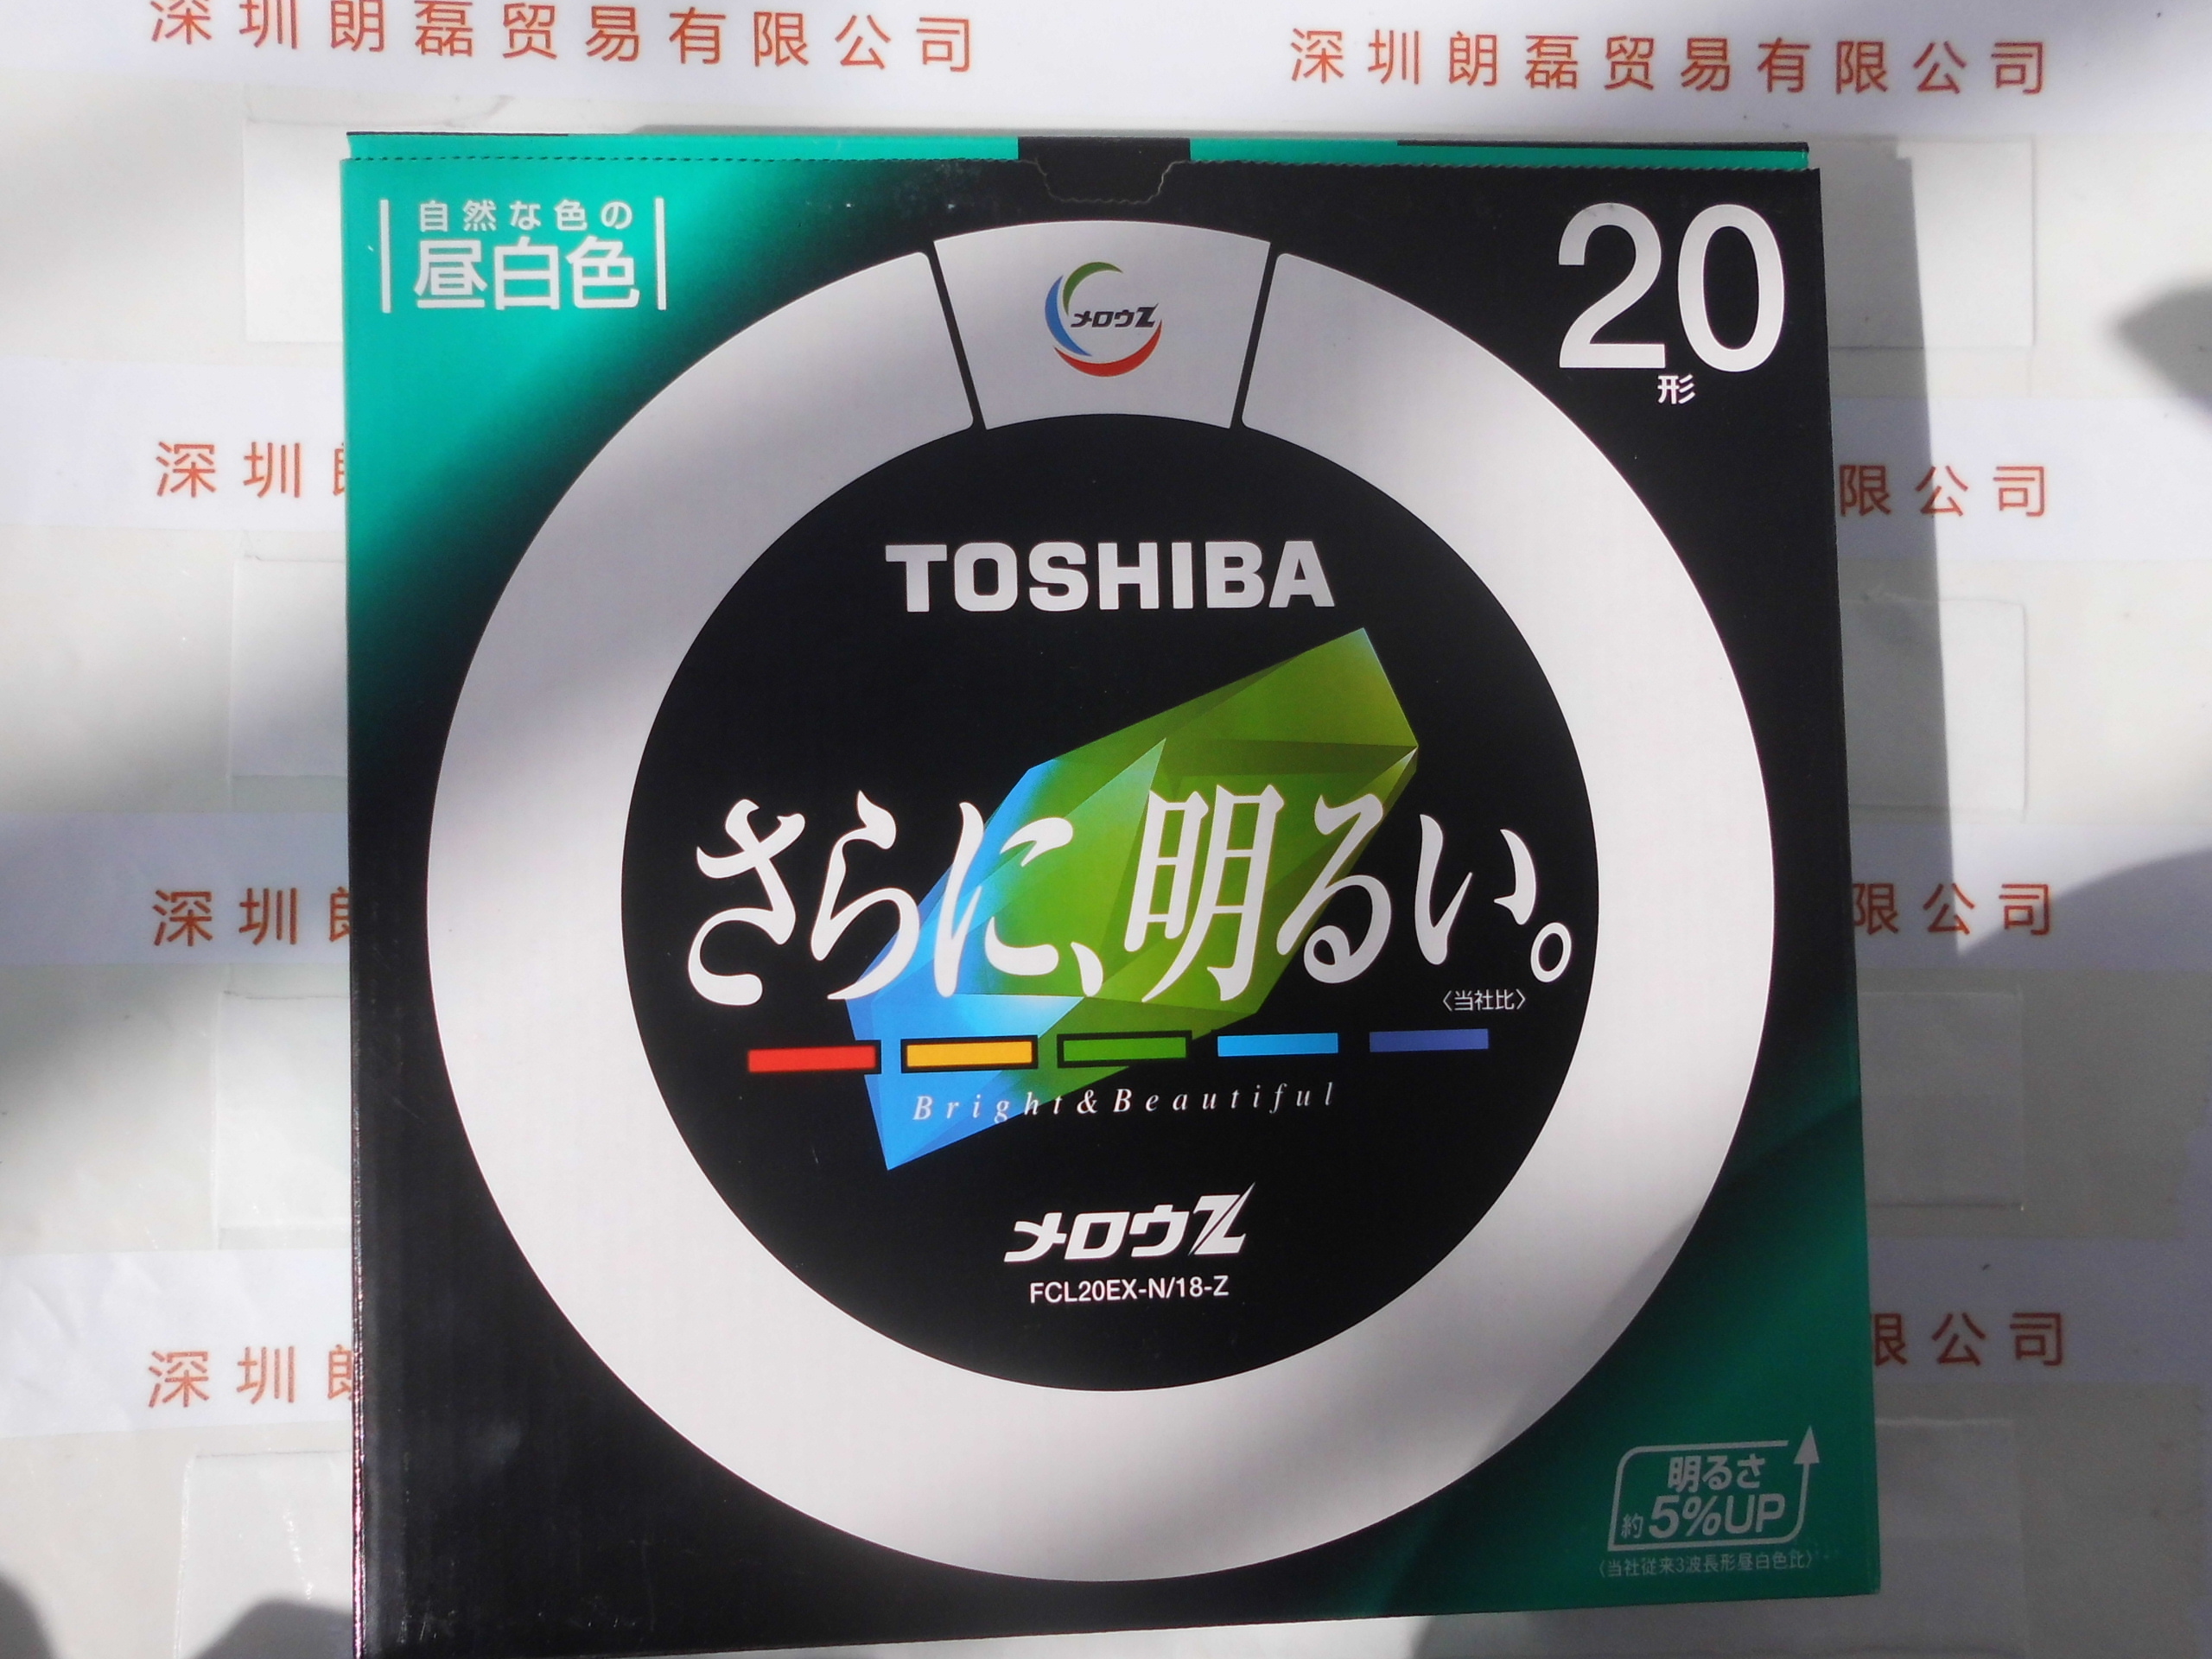 深圳朗磊贸易有限公司
深圳朗磊贸易有限公司
自然な色の
昼白色
メロウZ
20
形
深圳
限公司
TOSHIBA
さらに、明るい。
〈当社比〉
深圳朗
限公司
Bright&Beautiful
メロウZ
FCL20EX-N/18-Z
深圳
限公司
明るさ
約5%UP
〈当社従来3波長形昼白色比〉